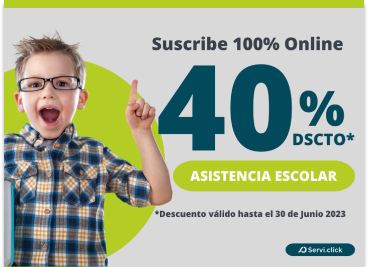 Suscribe 100% Online
40%
DSCTO*
ASISTENCIA ESCOLAR
*Descuento válido hasta el 30 de Junio 2023
Servi.click